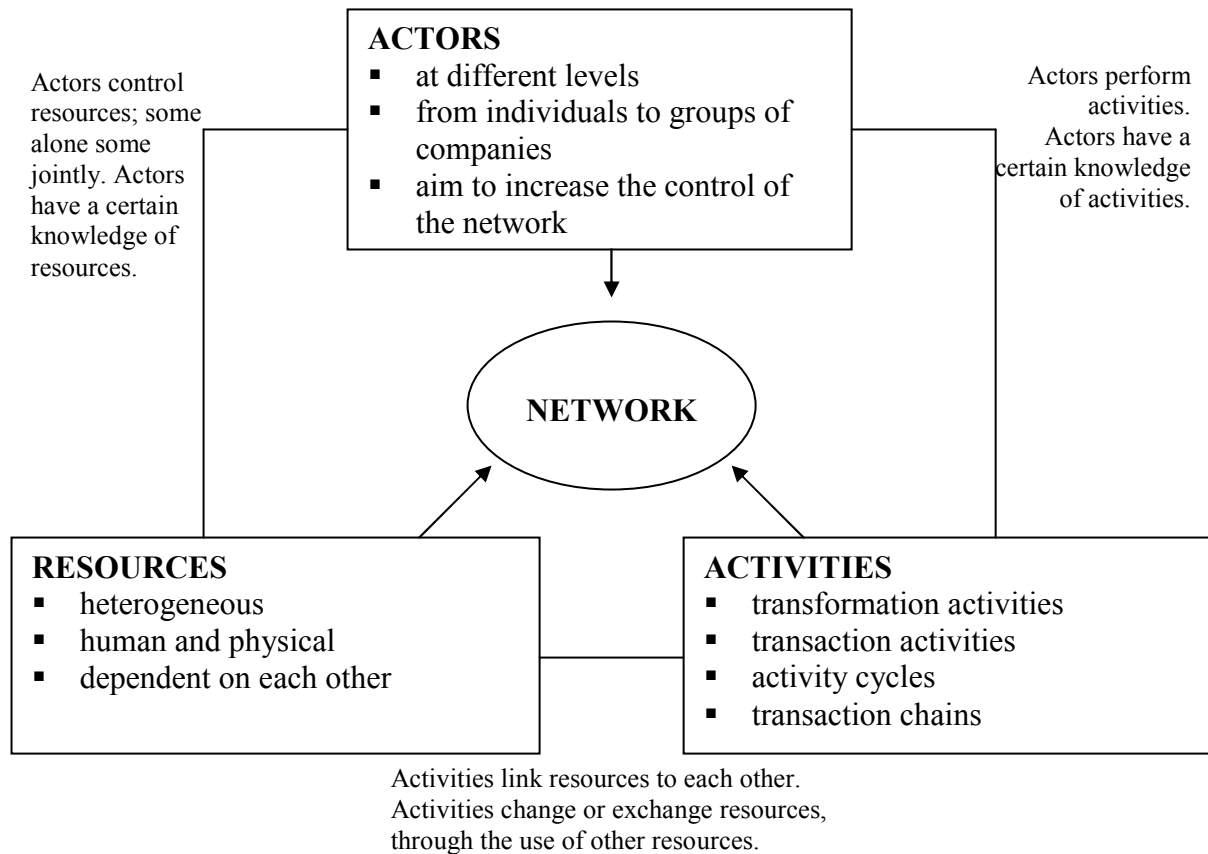 ACTORS
▪ at different levels
▪ from individuals to groups of
companies
▪ aim to increase the control of
the network
Actors control
resources; some
alone some
jointly. Actors
have a certain
knowledge of
resources.
Actors perform
activities.
Actors have a
certain knowledge
of activities.
NETWORK
RESOURCES
▪ heterogeneous
▪ human and physical
▪ dependent on each other
ACTIVITIES
▪ transformation activities
▪ transaction activities
▪ activity cycles
▪ transaction chains
Activities link resources to each other.
Activities change or exchange resources,
through the use of other resources.